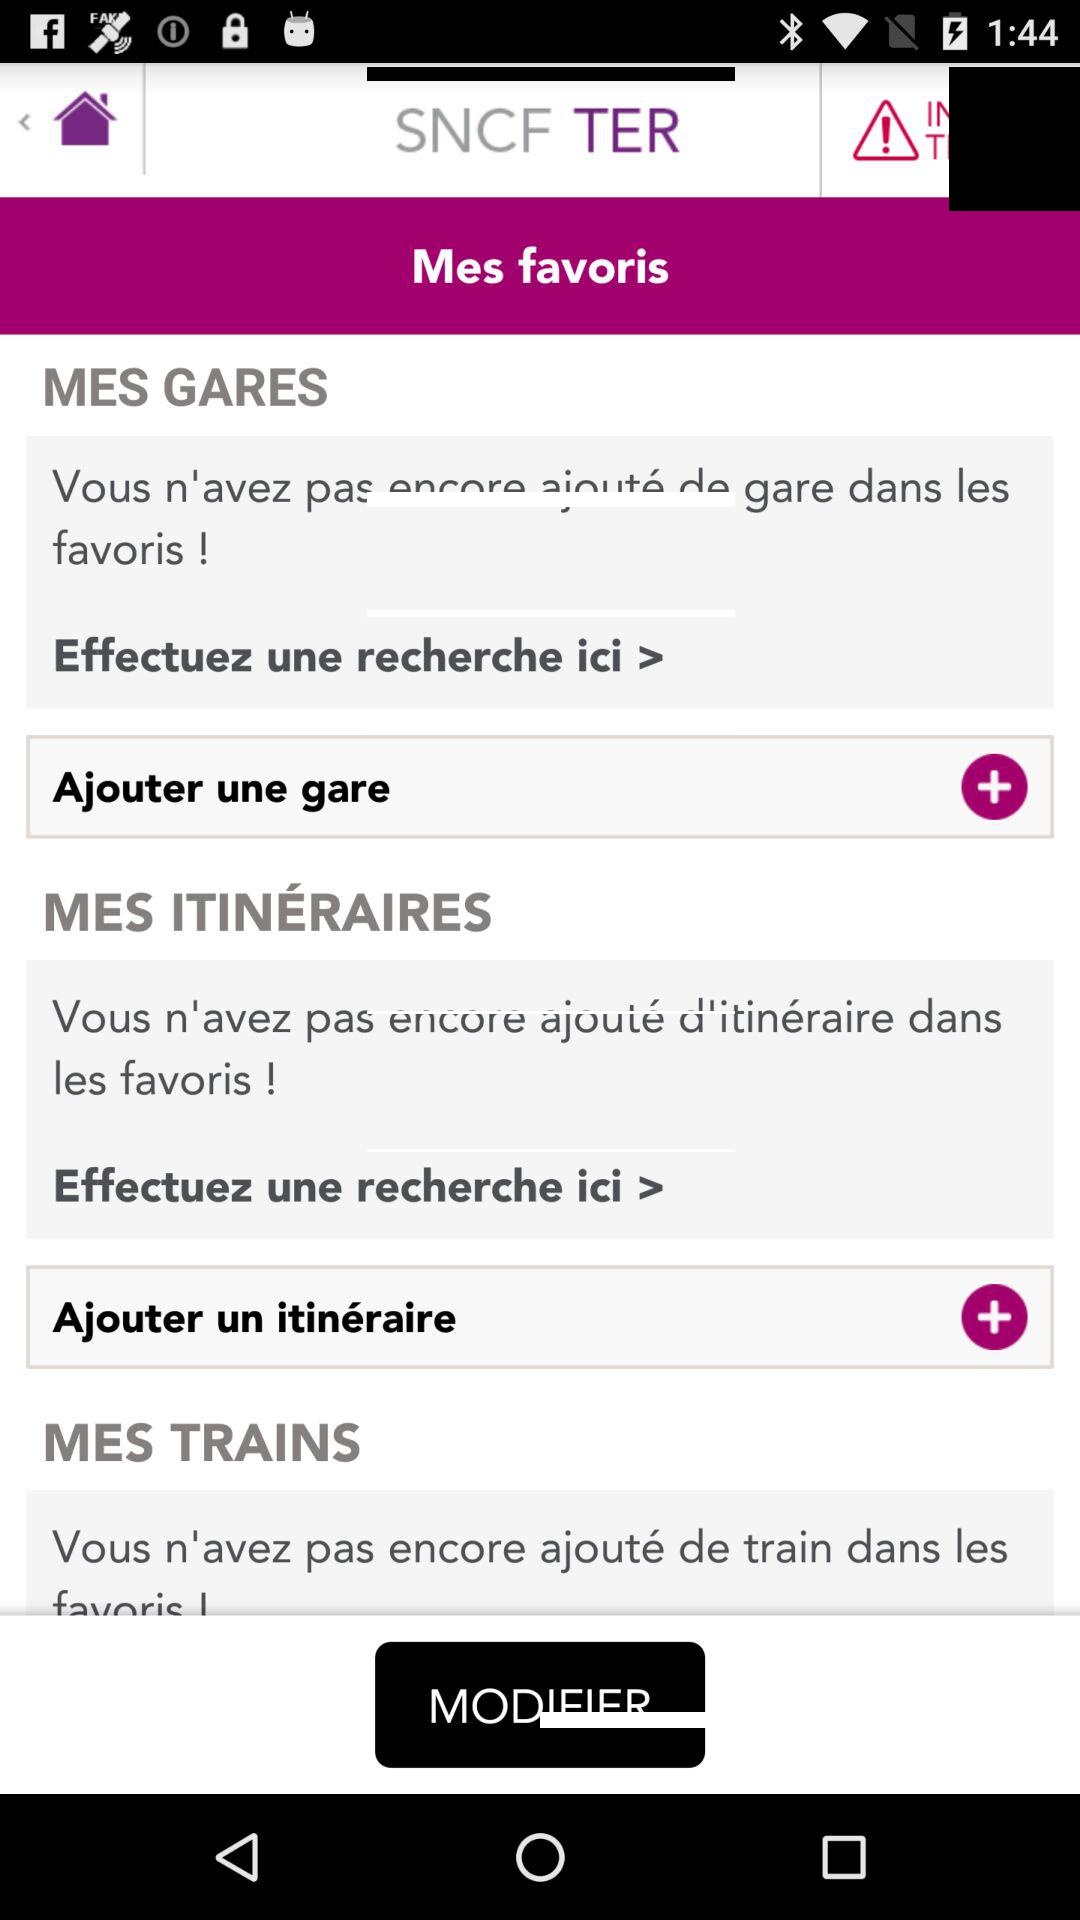 FAK
1:44
SNCF TER
Mes favoris
MES GARES
Vous n'avez pas encore ajouté de gare dans les
favoris !
Effectuez une recherche ici >
Ajouter une gare
MES ITINÉRAIRES
Vous n'avez pas encore ajouté d'itinéraire dans
les favoris !
Effectuez une recherche ici >
Ajouter un itinéraire
MES TRAINS
Vous n'avez pas encore ajouté de train dans les
favoris !
MODIFIER